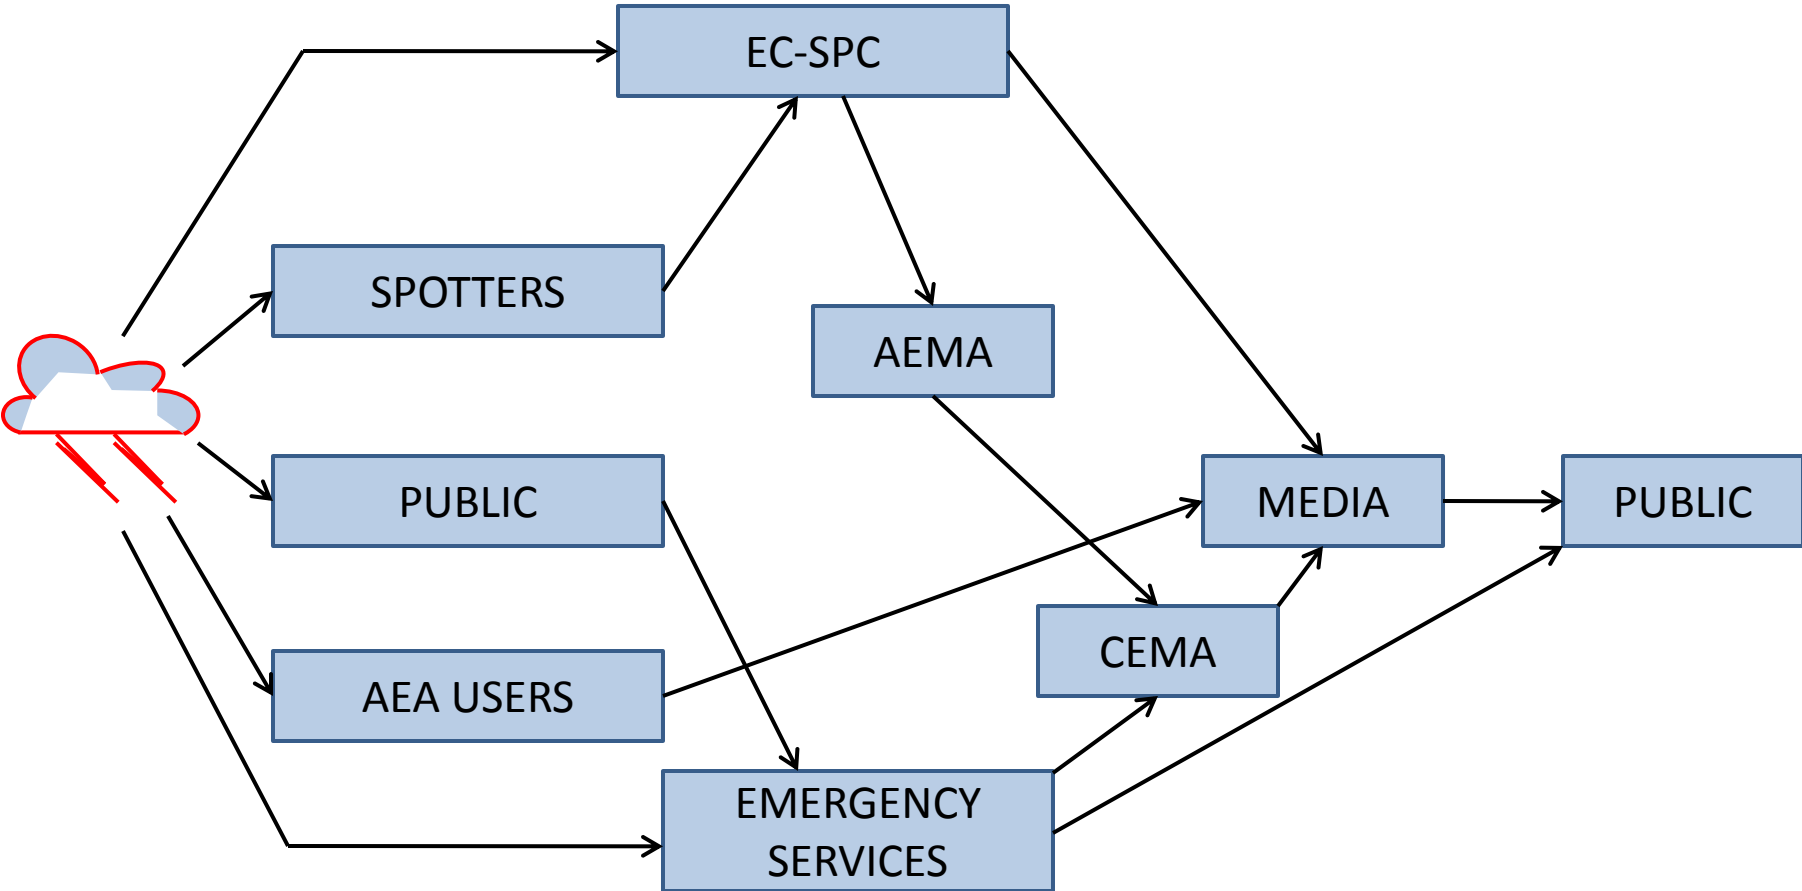 EC-SPC
SPOTTERS
AEMA
PUBLIC
MEDIA
PUBLIC
CEMA
AEA USERS
EMERGENCY
SERVICES